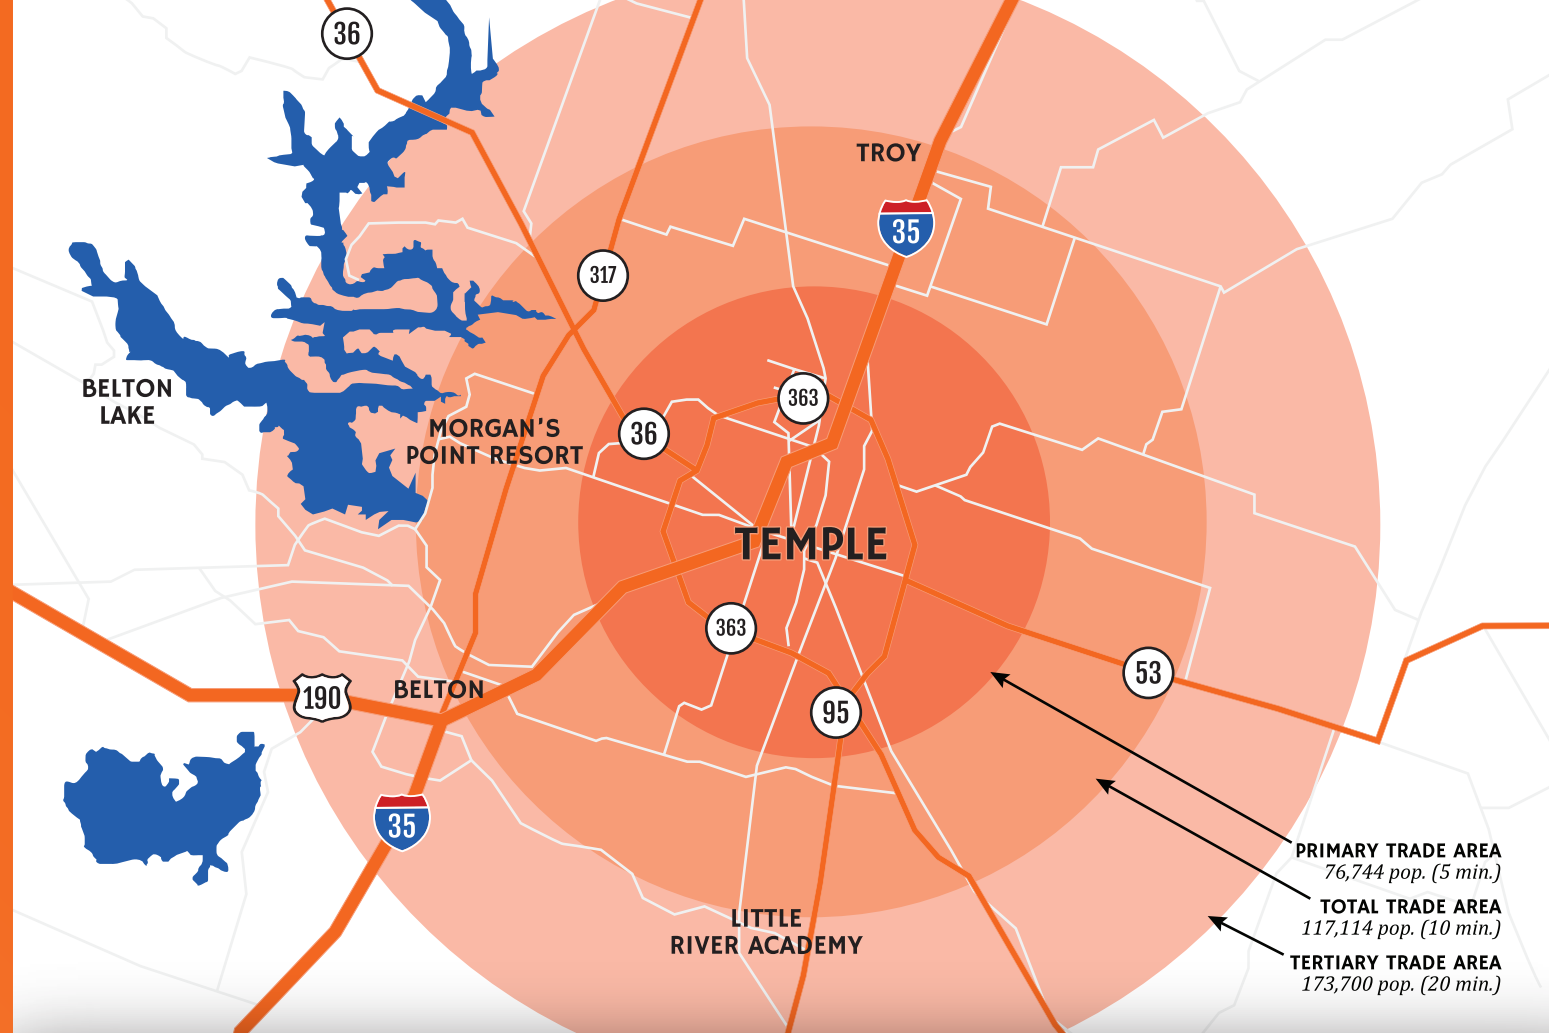 36
TROY
35
317
BELTON
LAKE
363
MORGAN'S
POINT RESORT
36
TEMPLE
363
53
190
BELTON
95
35
PRIMARY TRADE AREA
76,744 pop. (5 min.)
TOTAL TRADE AREA
117,114 pop. (10 min.)
LITTLE
RIVER ACADEMY
TERTIARY TRADE AREA
173,700 pop. (20 min.)